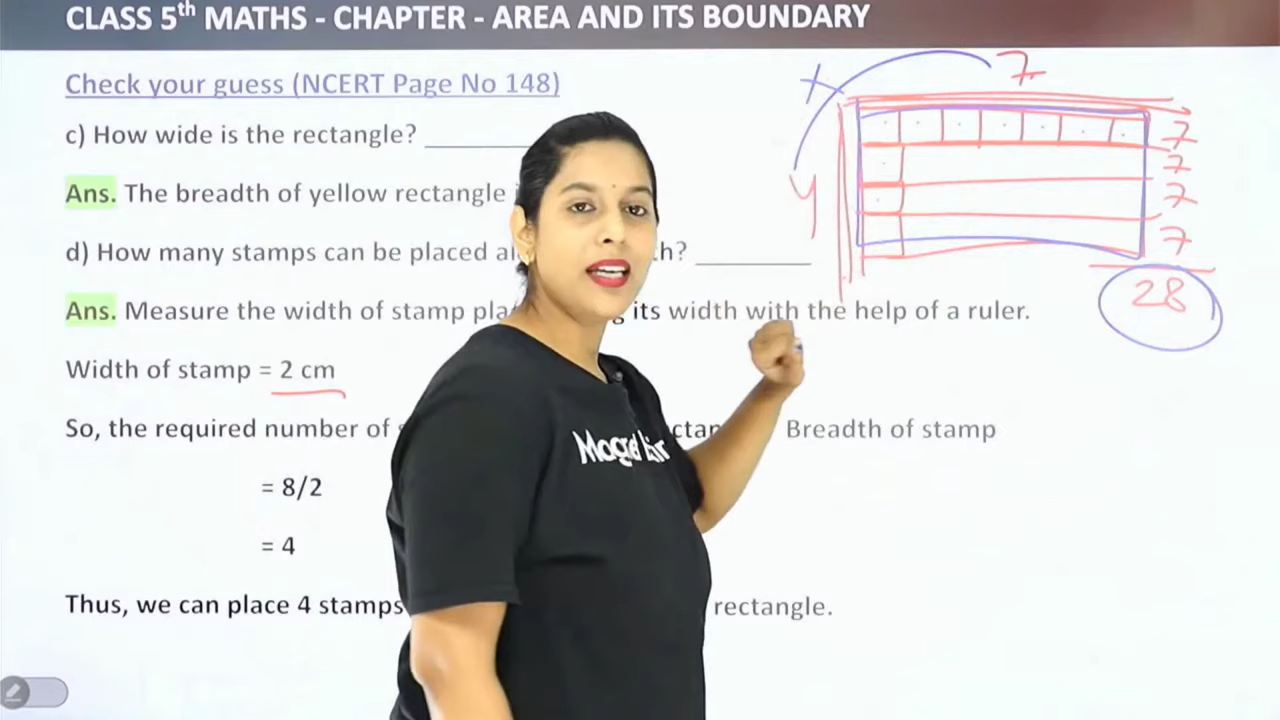 CLASS 5th MATHS - CHAPTER - AREA AND ITS BOUNDARY
Check your guess (NCERT Page No 148)
c) How wide is the rectangle? ________
Ans. The breadth of yellow rectangle
d) How many stamps can be placed h? ________
Ans. Measure the width of stamp pla its width with the help of a ruler.
Width of stamp = 2 cm
So, the required number of ctan Breadth of stamp
= 8/2
= 4
Thus, we can place 4 stamps rectangle.
7
X
7
7
4
7
7
28